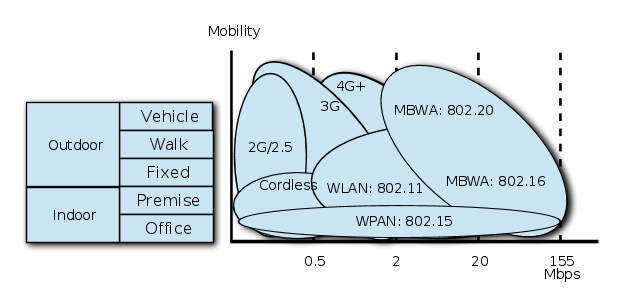 Mobility
Outdoor
Vehicle
Walk
Fixed
Indoor
Premise
Office
4G+
3G
MBWA: 802.20
2G/2.5
Cordless
WLAN: 802.11
MBWA: 802.16
WPAN: 802.15
0.5
2
20
155
Mbps